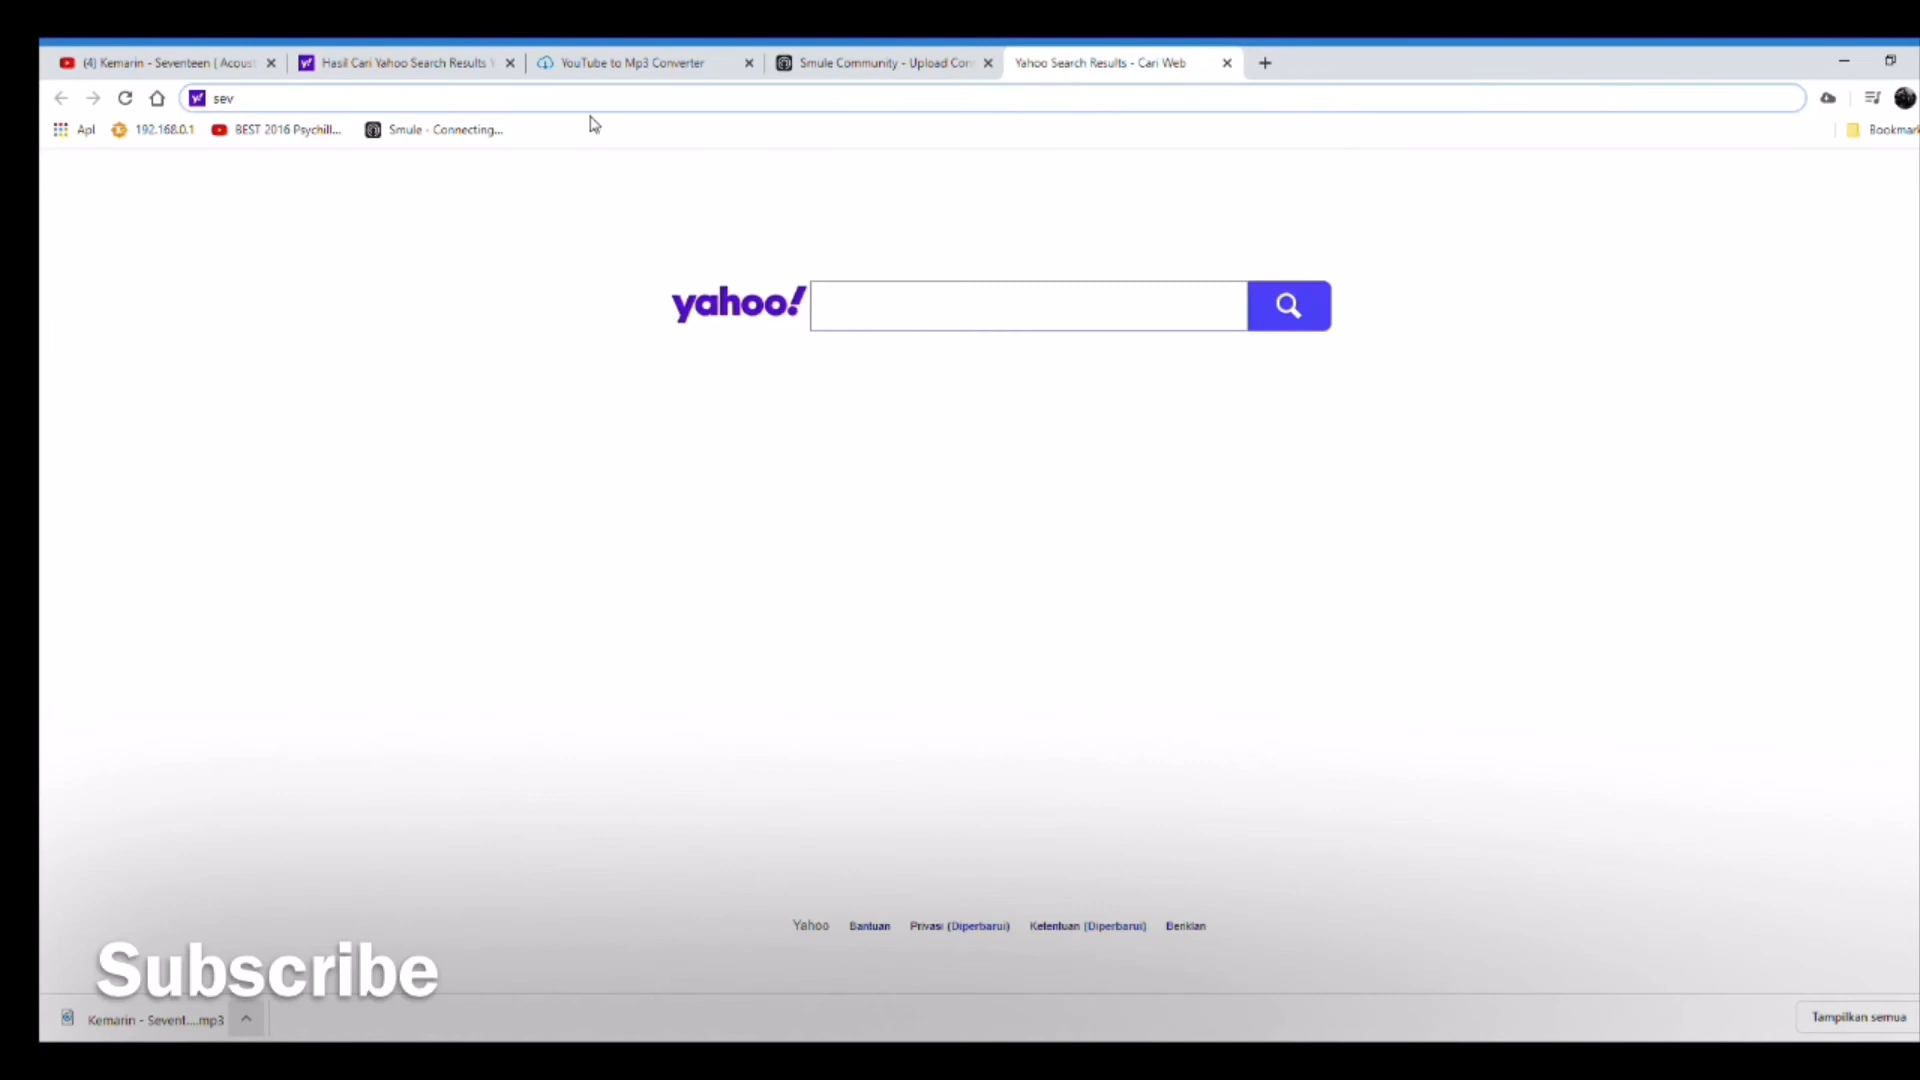 (4) Kemarin - Seventeen ( Acous
Hasil Cari Yahoo Search Results
YouTube to Mp3 Converter
Smule Community - Upload Con
Yahoo Search Results - Cari Web
sev
Apl
192.168.0.1
BEST 2016 Psychill...
Smule - Connecting...
Bookmark
yahoo!
Yahoo Bantuan Privasi (Diperbarui) Ketentuan (Diperbarui) Beriklan
Subscribe
Kemarin - Sevent....mp3
Tampilkan semua